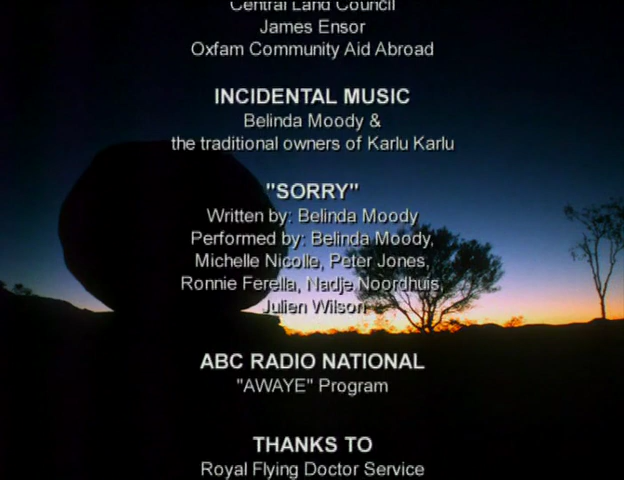 Central Land Council
James Ensor
Oxfam Community Aid Abroad
INCIDENTAL MUSIC
Belinda Moody &
the traditional owners of Karlu Karlu
"SORRY"
Written by: Belinda Moody
Performed by: Belinda Moody,
Michelle Nicolle, Peter Jones,
Ronnie Ferella, Nadje Noordhuis,
Julien Wilson
ABC RADIO NATIONAL
"AWAYE" Program
THANKS TO
Royal Flying Doctor Service